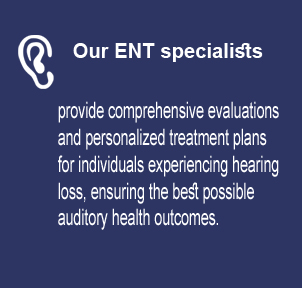 Our ENT specialists
provide comprehensive evaluations
and personalized treatment plans
for individuals experiencing hearing
loss, ensuring the best possible
auditory health outcomes.